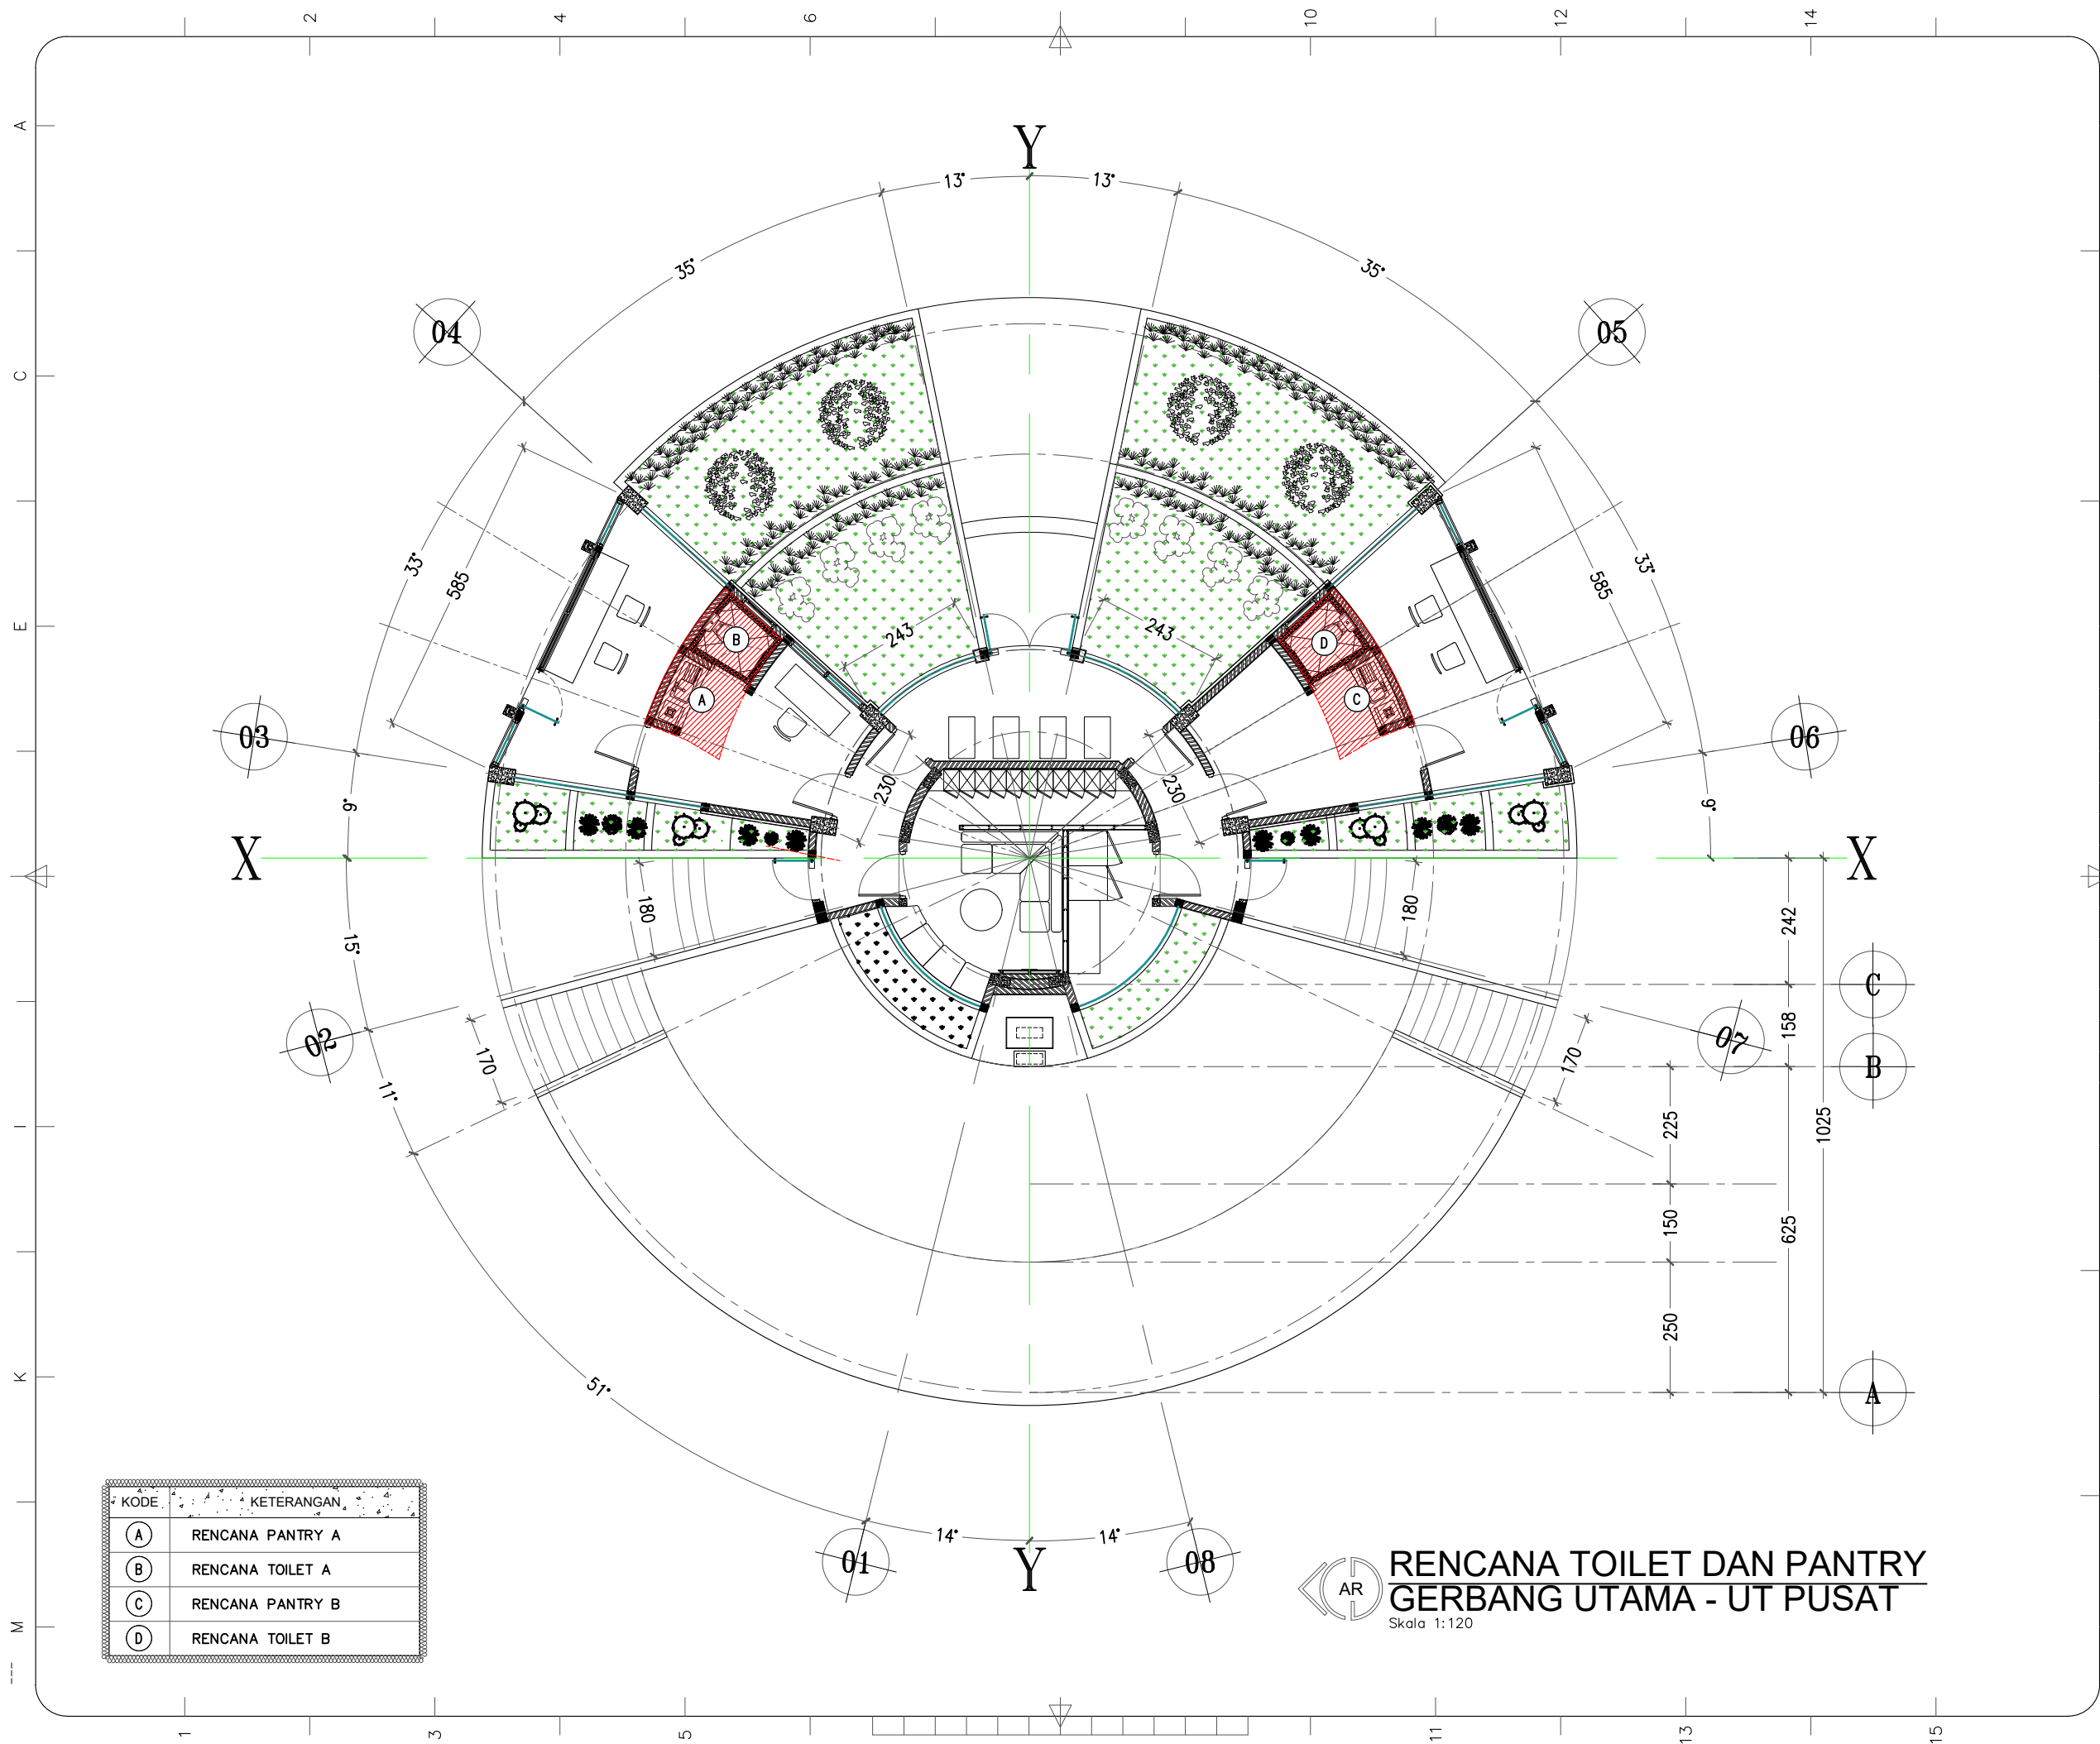 2
4
6
10
12
14
A
C
E
I
K
M
---
Y
13°
13°
35°
35°
04
05
33°
33°
585
585
243
243
B
A
D
C
03
06
9°
9°
230
230
X
X
180
180
15°
242
C
02
07
158
B
170
170
11°
225
1025
150
625
250
A
51°
14°
14°
01
Y
08
KODE KETERANGAN
A RENCANA PANTRY A
B RENCANA TOILET A
C RENCANA PANTRY B
D RENCANA TOILET B
AR
RENCANA TOILET DAN PANTRY
GERBANG UTAMA - UT PUSAT
Skala 1:120
1
3
5
11
13
15